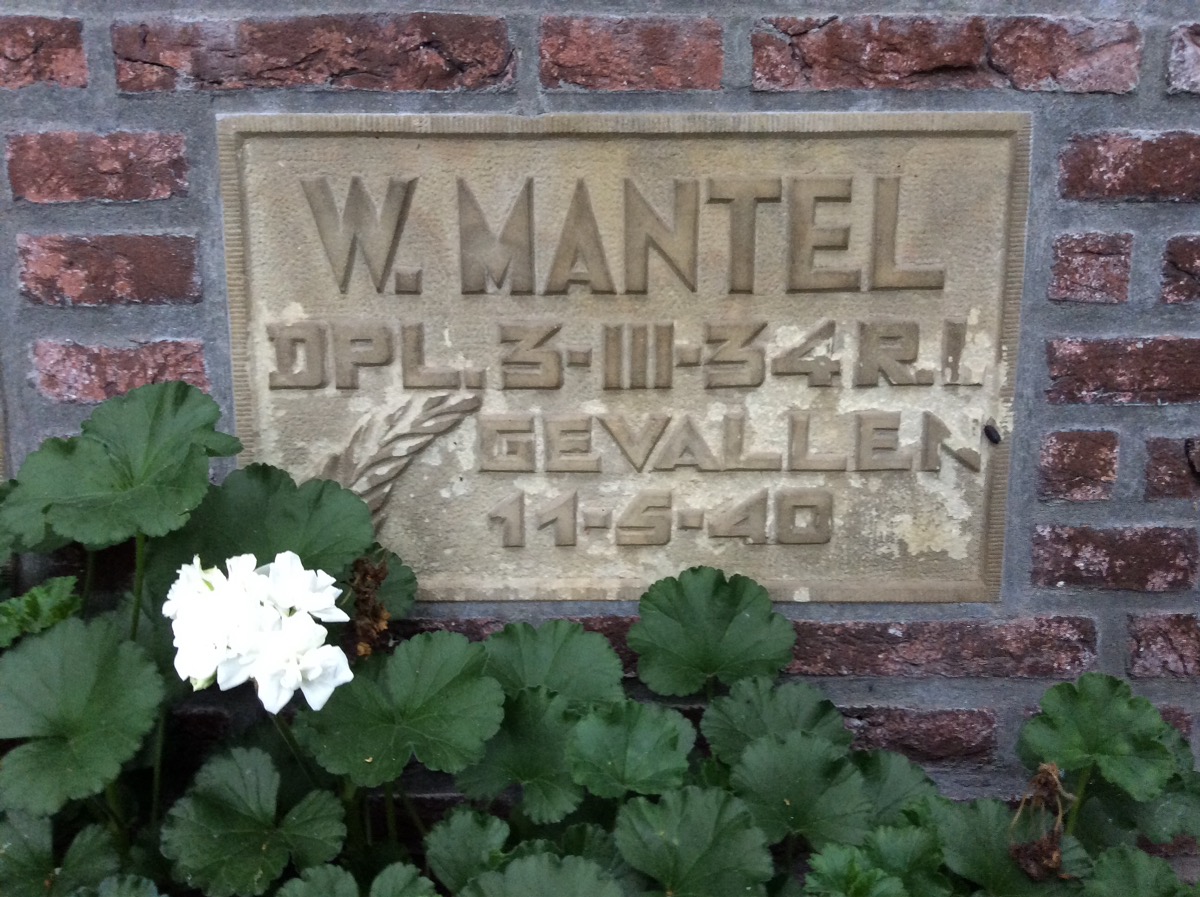 W. MANTEL
DPL. 3-III-34 R.I.
GEVALLEN
11-5-40